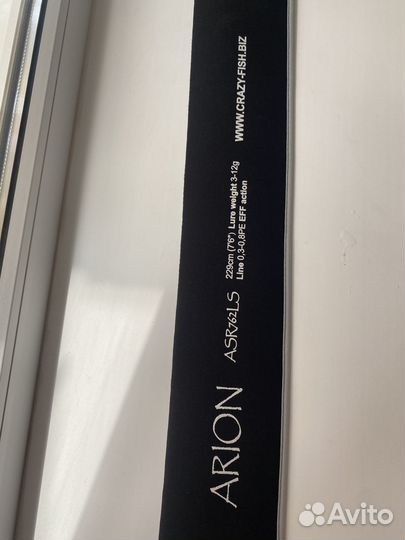 ARION
ASR762LS
229cm (7'6") Lure weight 3-12g
Line 0,3-0,8PE EFF action
WWW.CRAZY-FISH.BIZ
Avito